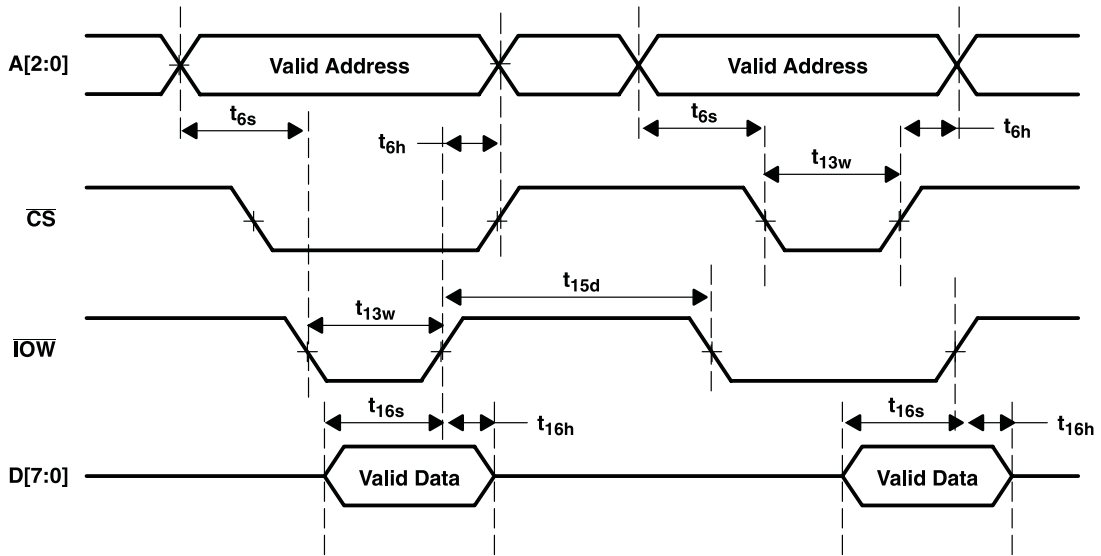 A[2:0]
Valid Address
Valid Address
t6s
t6h
t6s
t6h
t13w
CS
t15d
t13w
IOW
t16s
t16h
t16s
t16h
D[7:0]
Valid Data
Valid Data